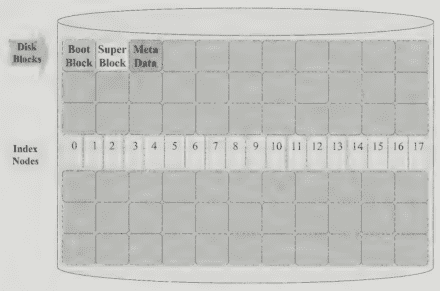 Disk
Blocks
Boot Super Meta
Block Block Data
Index
Nodes
0 1 2 3 4 5 6 7 8 9 10 11 12 13 14 15 16 17